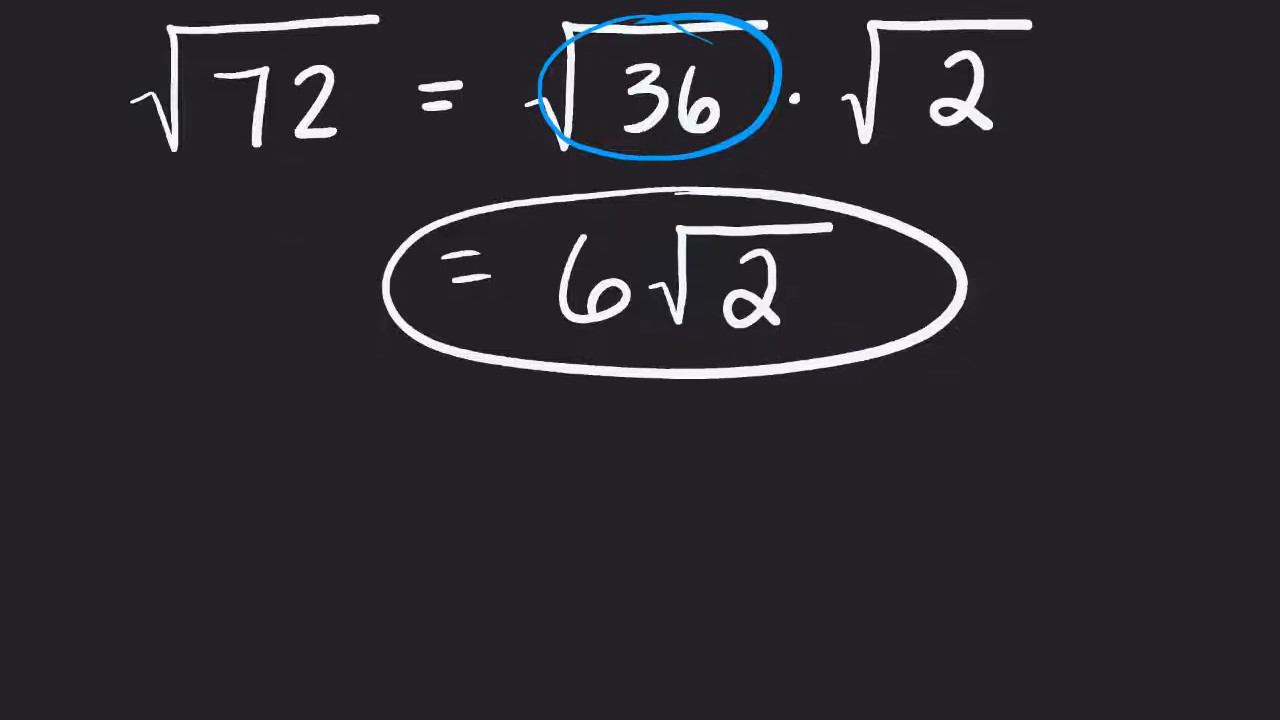 √72 = √36 · √2
= 6√2